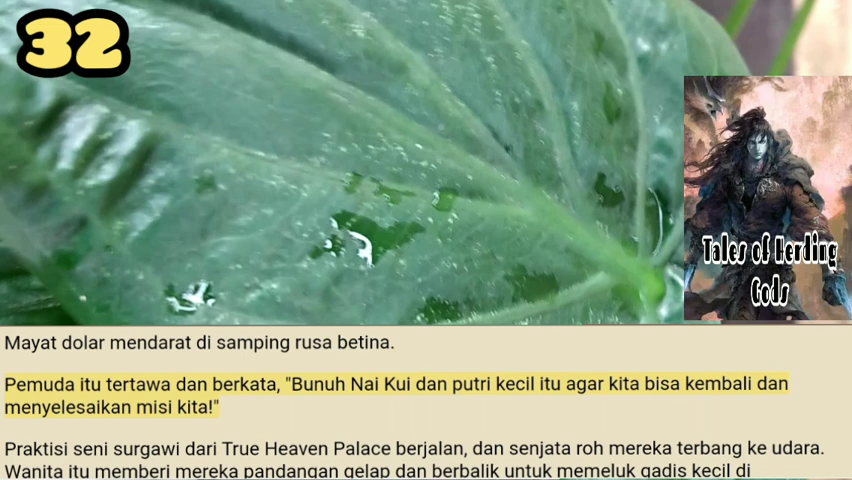 32
Tales of Herding
Gods
Mayat dolar mendarat di samping rusa betina.
Pemuda itu tertawa dan berkata, "Bunuh Nai Kui dan putri kecil itu agar kita bisa kembali dan
menyelesaikan misi kita!"
Praktisi seni surgawi dari True Heaven Palace berjalan, dan senjata roh mereka terbang ke udara.
Wanita itu memberi mereka pandangan gelap dan berbalik untuk memeluk gadis kecil di